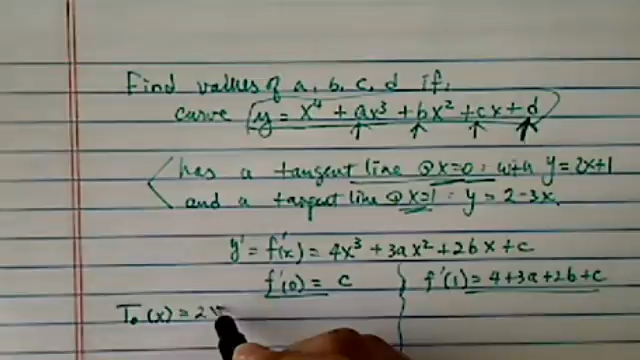 Find values of a, b, c, d if:
curve y = x⁴ + ax³ + bx² + cx + d
has a tangent line @ x=0 : with y = 2x+1
and a tangent line @ x=1 : y = 2-3x.
y' = f'(x) = 4x³ + 3ax² + 2bx + c
f'(0) = c f'(1) = 4+3a+2b+c
T₀(x) = 2x